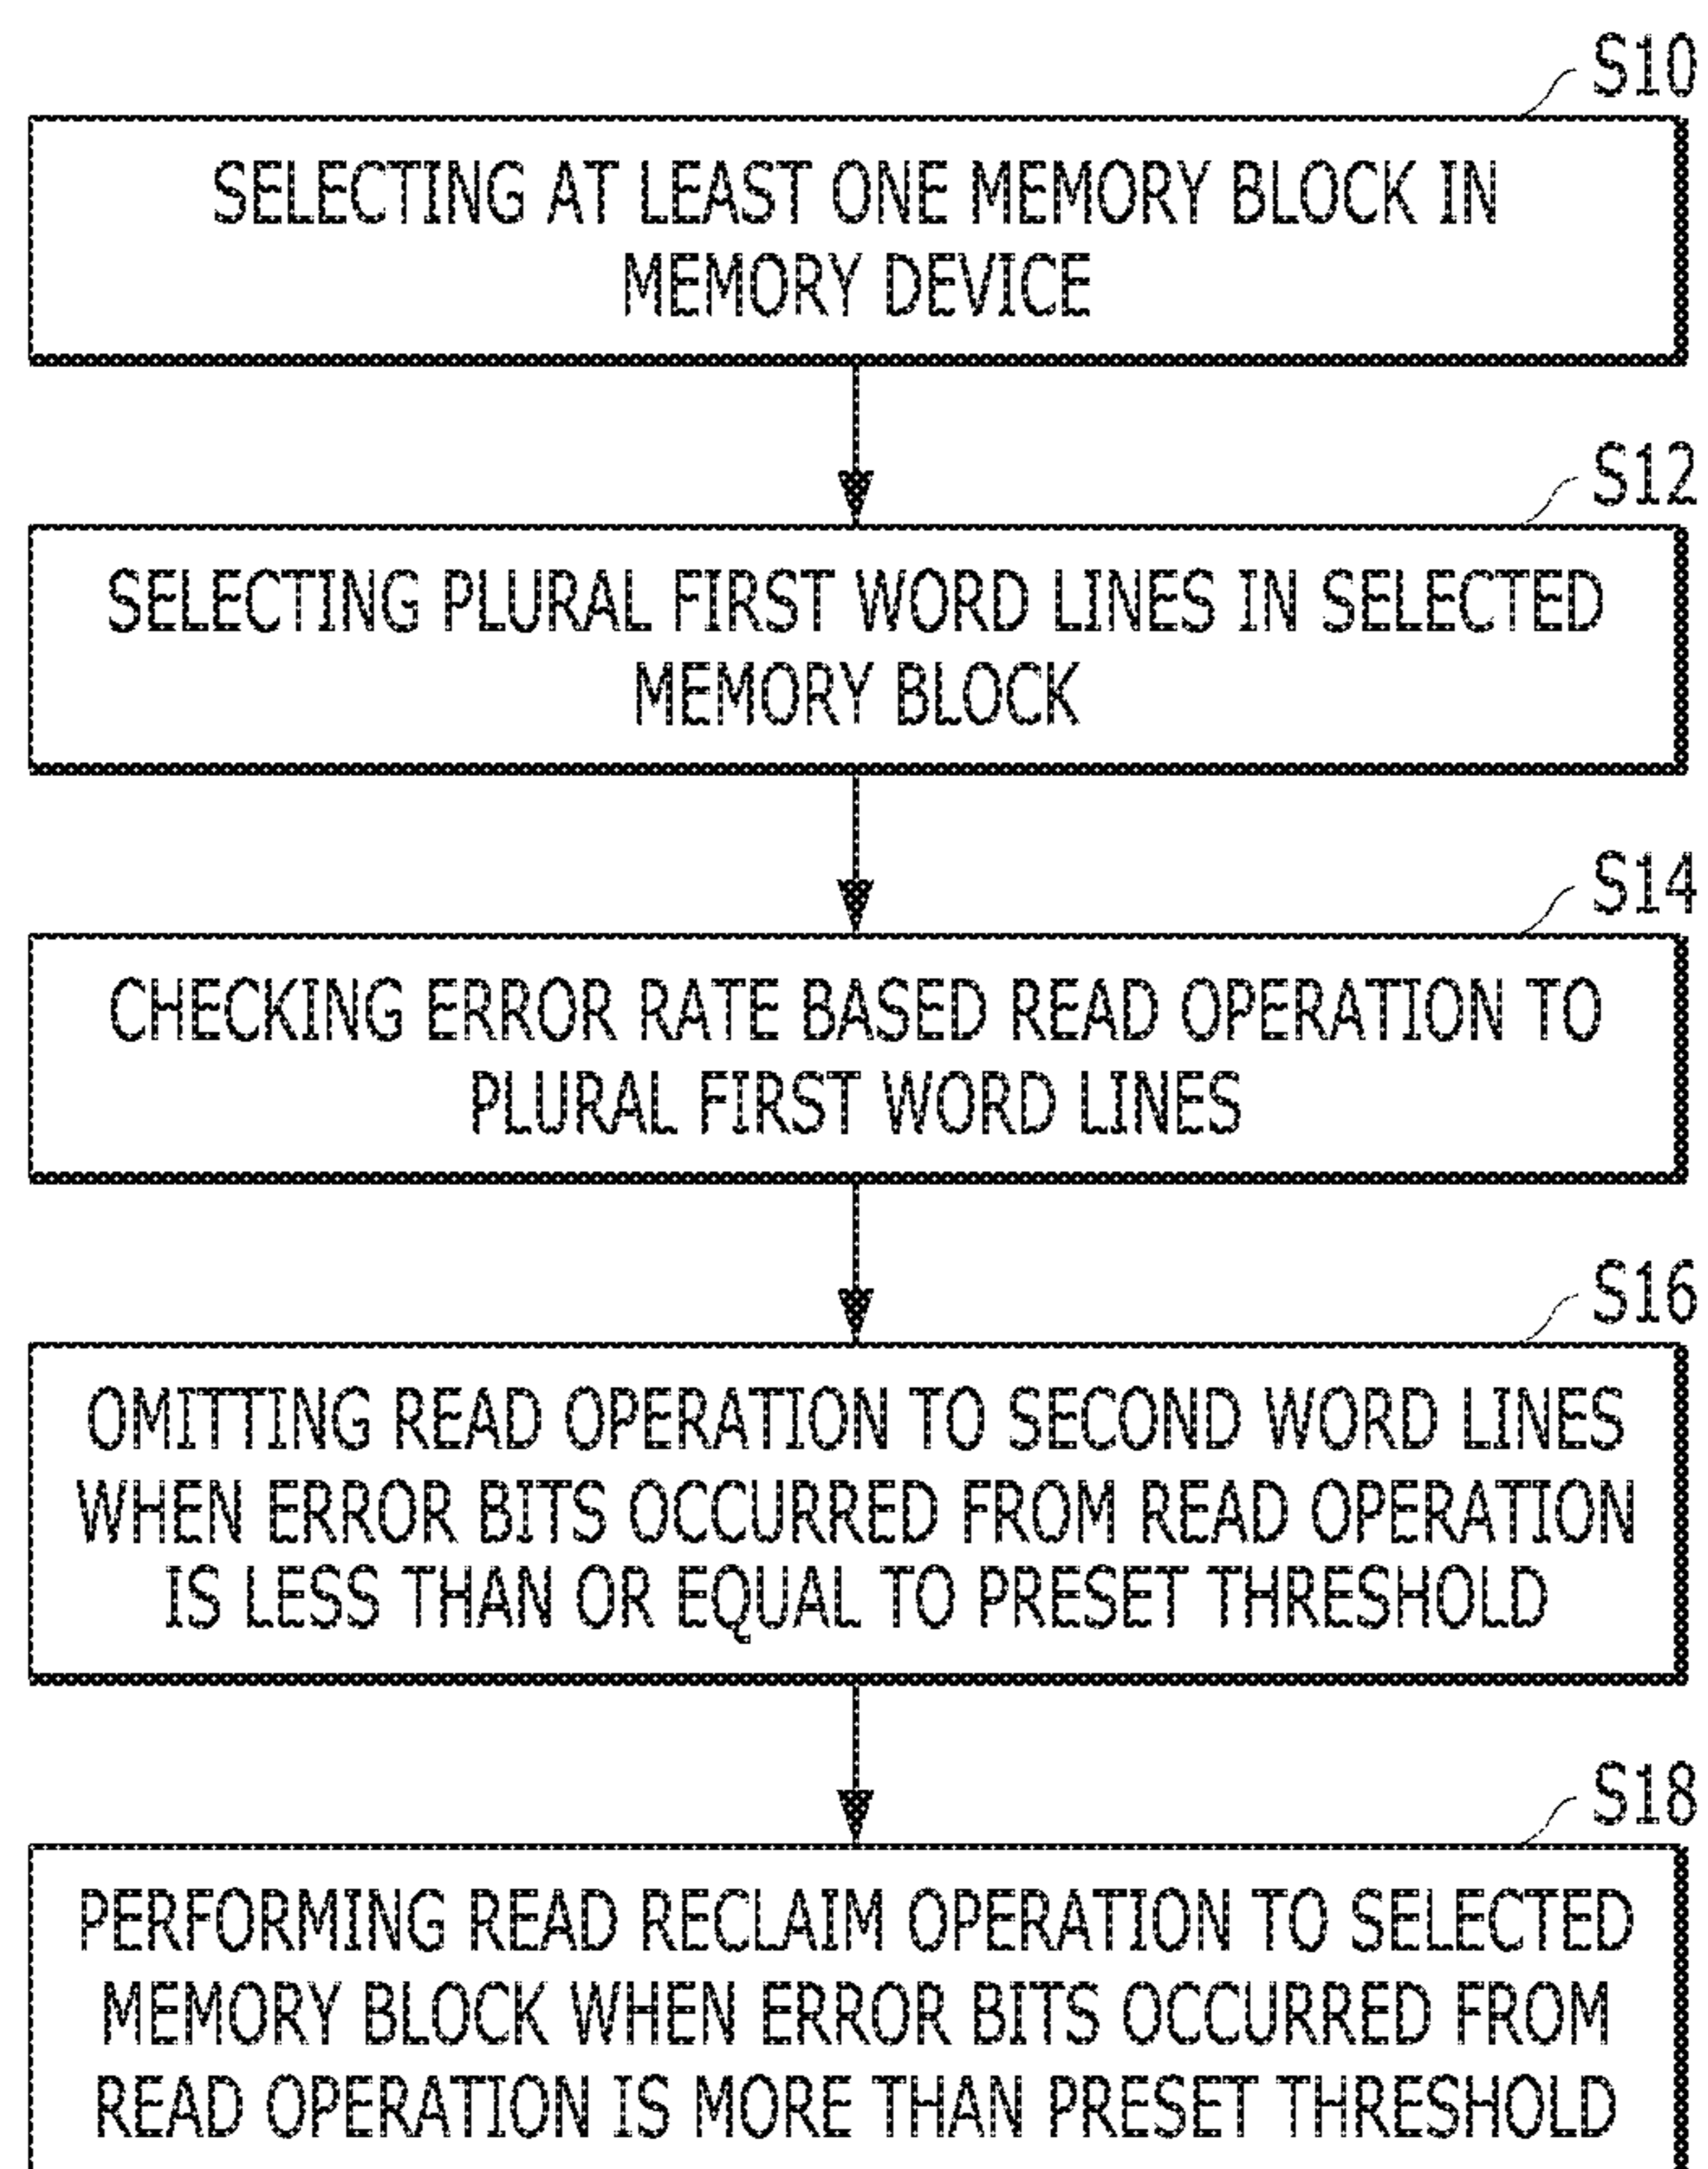 S10
SELECTING AT LEAST ONE MEMORY BLOCK IN
MEMORY DEVICE
S12
SELECTING PLURAL FIRST WORD LINES IN SELECTED
MEMORY BLOCK
S14
CHECKING ERROR RATE BASED READ OPERATION TO
PLURAL FIRST WORD LINES
S16
OMITTING READ OPERATION TO SECOND WORD LINES
WHEN ERROR BITS OCCURRED FROM READ OPERATION
IS LESS THAN OR EQUAL TO PRESET THRESHOLD
S18
PERFORMING READ RECLAIM OPERATION TO SELECTED
MEMORY BLOCK WHEN ERROR BITS OCCURRED FROM
READ OPERATION IS MORE THAN PRESET THRESHOLD